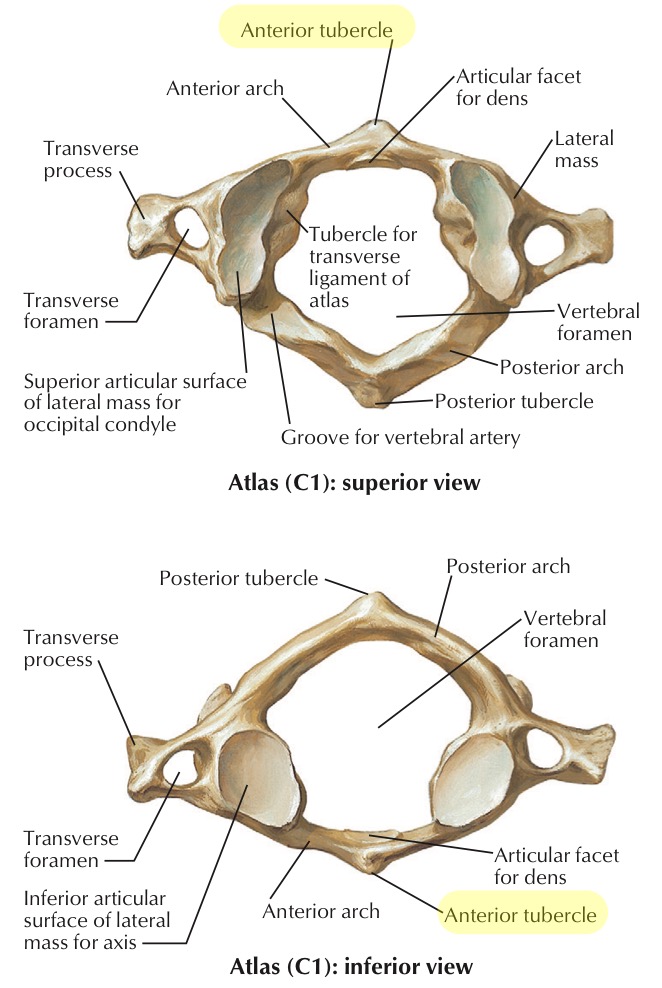 Anterior tubercle
Anterior arch
Articular facet
for dens
Transverse
process
Lateral
mass
Tubercle for
transverse
ligament of
atlas
Transverse
foramen
Vertebral
foramen
Superior articular surface
of lateral mass for
occipital condyle
Posterior arch
Posterior tubercle
Groove for vertebral artery
Atlas (C1): superior view
Posterior tubercle
Posterior arch
Vertebral
foramen
Transverse
process
Transverse
foramen
Articular facet
for dens
Inferior articular
surface of lateral
mass for axis
Anterior arch
Anterior tubercle
Atlas (C1): inferior view